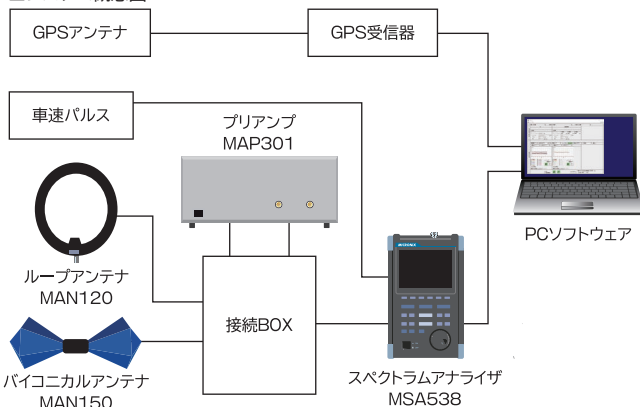 GPSアンテナ
GPS受信器
車速パルス
プリアンプ
MAP301
MICRONIX
PCソフトウェア
ループアンテナ
MAN120
接続BOX
バイコニカルアンテナ
MAN150
スペクトラムアナライザ
MSA538